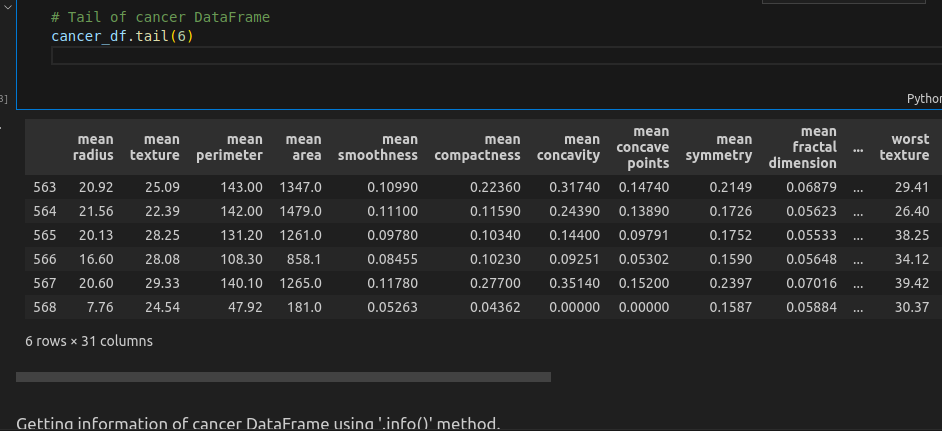 # Tail of cancer DataFrame
cancer_df.tail(6)
3]
Python
mean radius mean texture mean perimeter mean area mean smoothness mean compactness mean concavity mean concave points mean symmetry mean fractal dimension ... worst texture
563 20.92 25.09 143.00 1347.0 0.10990 0.22360 0.31740 0.14740 0.2149 0.06879 ... 29.41
564 21.56 22.39 142.00 1479.0 0.11100 0.11590 0.24390 0.13890 0.1726 0.05623 ... 26.40
565 20.13 28.25 131.20 1261.0 0.09780 0.10340 0.14400 0.09791 0.1752 0.05533 ... 38.25
566 16.60 28.08 108.30 858.1 0.08455 0.10230 0.09251 0.05302 0.1590 0.05648 ... 34.12
567 20.60 29.33 140.10 1265.0 0.11780 0.27700 0.35140 0.15200 0.2397 0.07016 ... 39.42
568 7.76 24.54 47.92 181.0 0.05263 0.04362 0.00000 0.00000 0.1587 0.05884 ... 30.37
6 rows × 31 columns
Getting information of cancer DataFrame using '.info()' method.